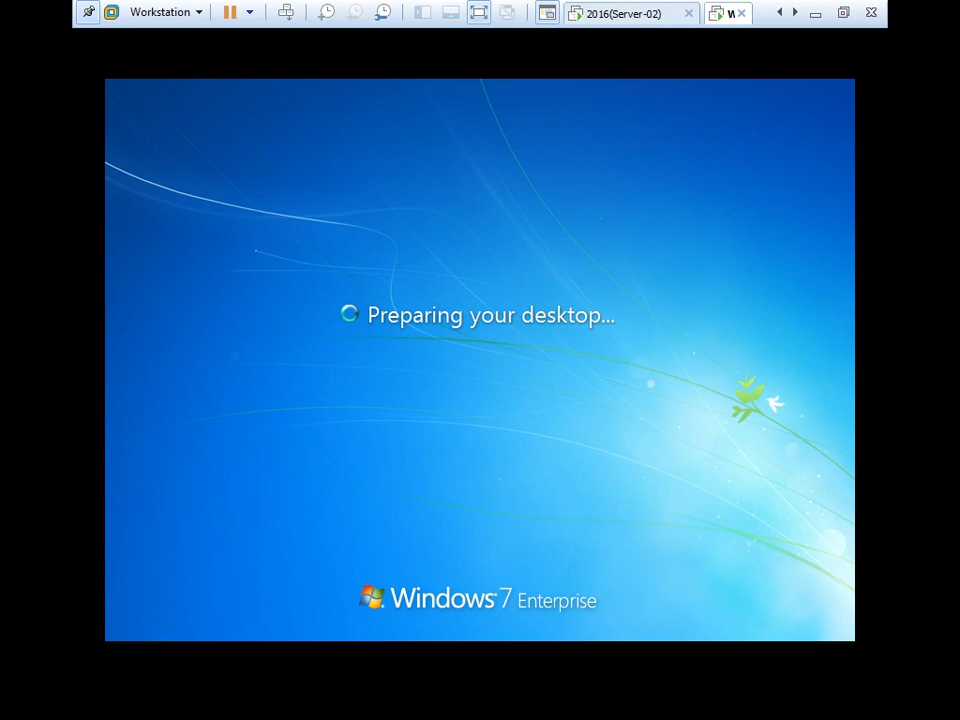 Workstation
2016(Server-02)
W
Preparing your desktop...
Windows 7 Enterprise